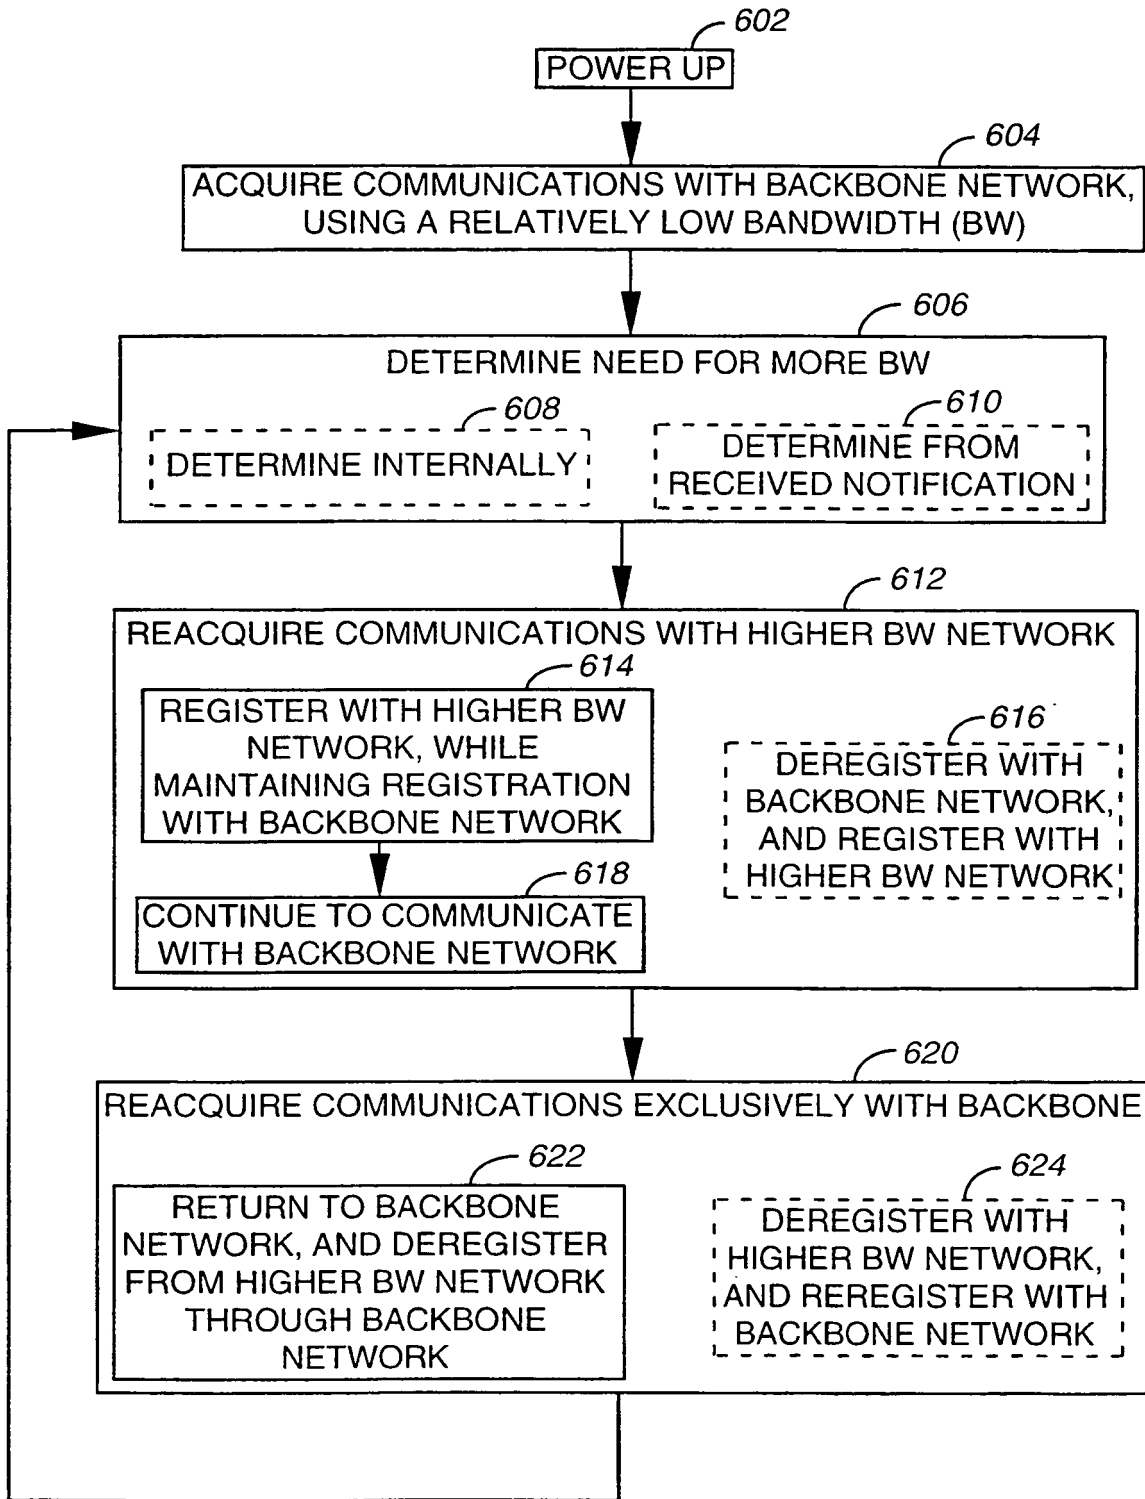 602
POWER UP
604
ACQUIRE COMMUNICATIONS WITH BACKBONE NETWORK,
USING A RELATIVELY LOW BANDWIDTH (BW)
606
DETERMINE NEED FOR MORE BW
608
DETERMINE INTERNALLY
610
DETERMINE FROM
RECEIVED NOTIFICATION
612
REACQUIRE COMMUNICATIONS WITH HIGHER BW NETWORK
614
REGISTER WITH HIGHER BW
NETWORK, WHILE
MAINTAINING REGISTRATION
WITH BACKBONE NETWORK
616
DEREGISTER WITH
BACKBONE NETWORK,
AND REGISTER WITH
HIGHER BW NETWORK
618
CONTINUE TO COMMUNICATE
WITH BACKBONE NETWORK
620
REACQUIRE COMMUNICATIONS EXCLUSIVELY WITH BACKBONE
622
RETURN TO BACKBONE
NETWORK, AND DEREGISTER
FROM HIGHER BW NETWORK
THROUGH BACKBONE
NETWORK
624
DEREGISTER WITH
HIGHER BW NETWORK,
AND REREGISTER WITH
BACKBONE NETWORK